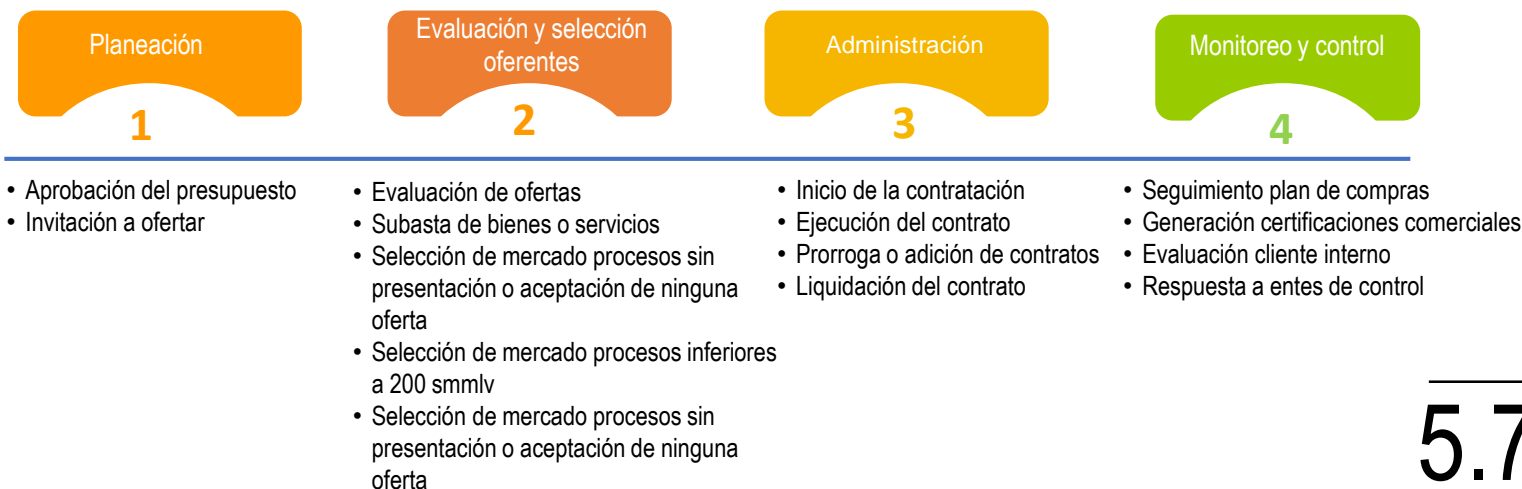 Planeación
1
• Aprobación del presupuesto
• Invitación a ofertar
Evaluación y selección
oferentes
2
• Evaluación de ofertas
• Subasta de bienes o servicios
• Selección de mercado procesos sin
presentación o aceptación de ninguna
oferta
• Selección de mercado procesos inferiores
a 200 smmlv
• Selección de mercado procesos sin
presentación o aceptación de ninguna
oferta
Administración
3
• Inicio de la contratación
• Ejecución del contrato
• Prorroga o adición de contratos
• Liquidación del contrato
Monitoreo y control
4
• Seguimiento plan de compras
• Generación certificaciones comerciales
• Evaluación cliente interno
• Respuesta a entes de control
5.7